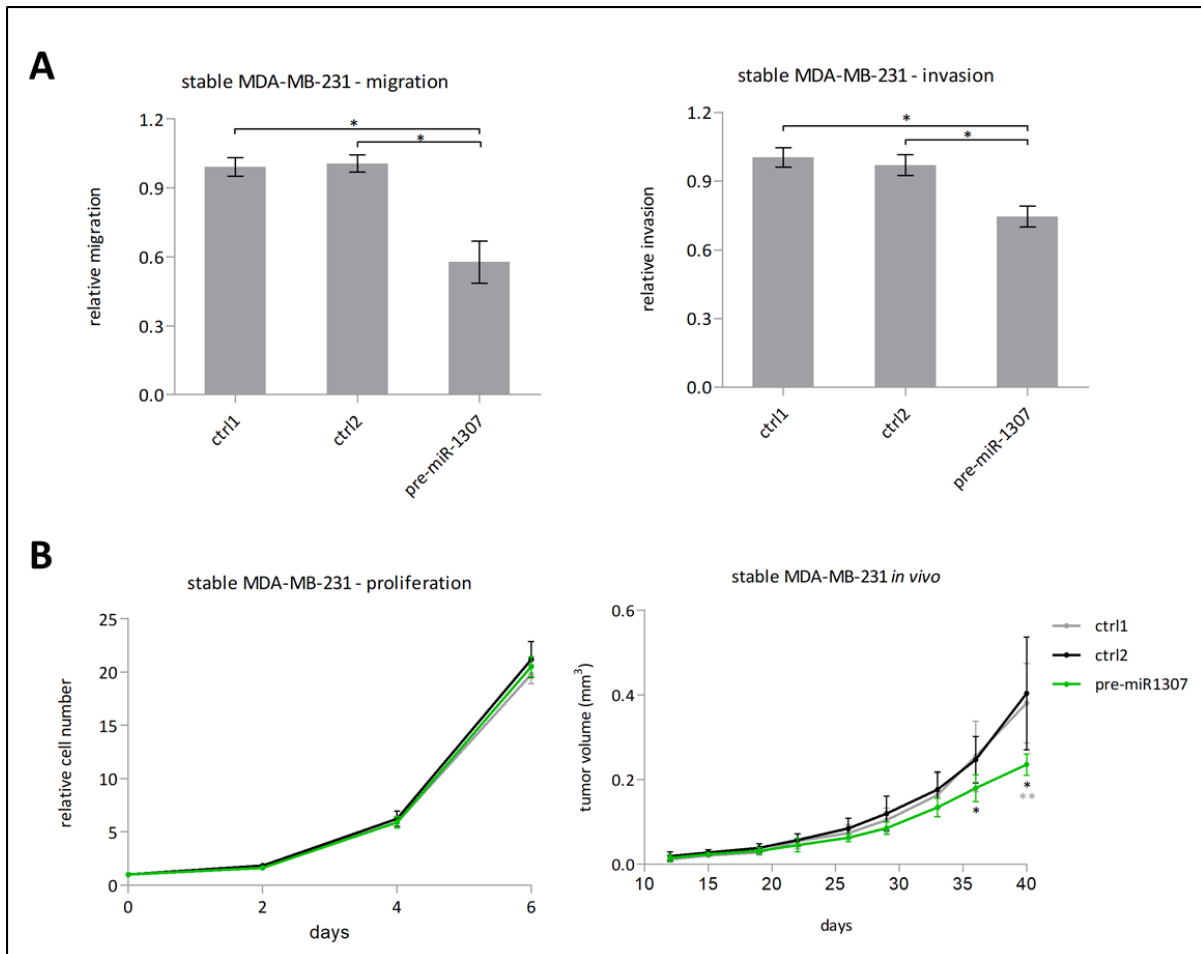 A
stable MDA-MB-231 - migration
relative migration
1.2
0.9
0.6
0.3
0.0
*
*
ctrl1
ctrl2
pre-miR-1307
stable MDA-MB-231 - invasion
relative invasion
1.2
0.9
0.6
0.3
0.0
*
*
ctrl1
ctrl2
pre-miR-1307
B
stable MDA-MB-231 - proliferation
relative cell number
25
20
15
10
5
0
0 2 4 6
days
stable MDA-MB-231 in vivo
tumor volume (mm³)
0.6
0.4
0.2
0.0
*
*
**
10 15 20 25 30 35 40
days
ctrl1
ctrl2
pre-miR1307